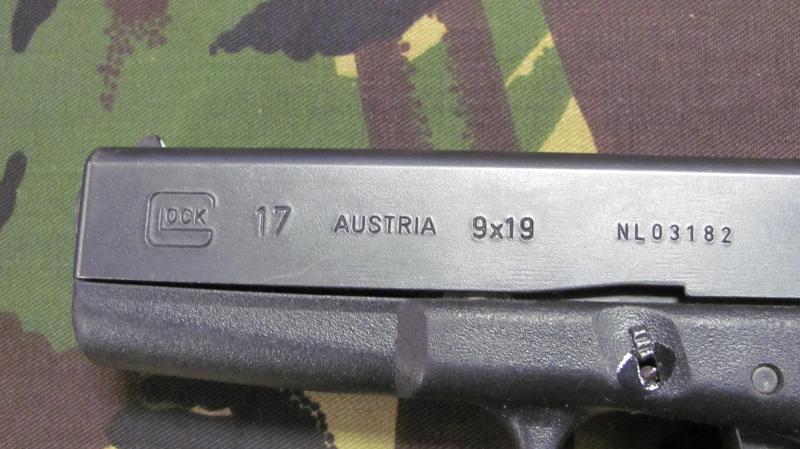 GLOCK 17 AUSTRIA 9x19 NL03182